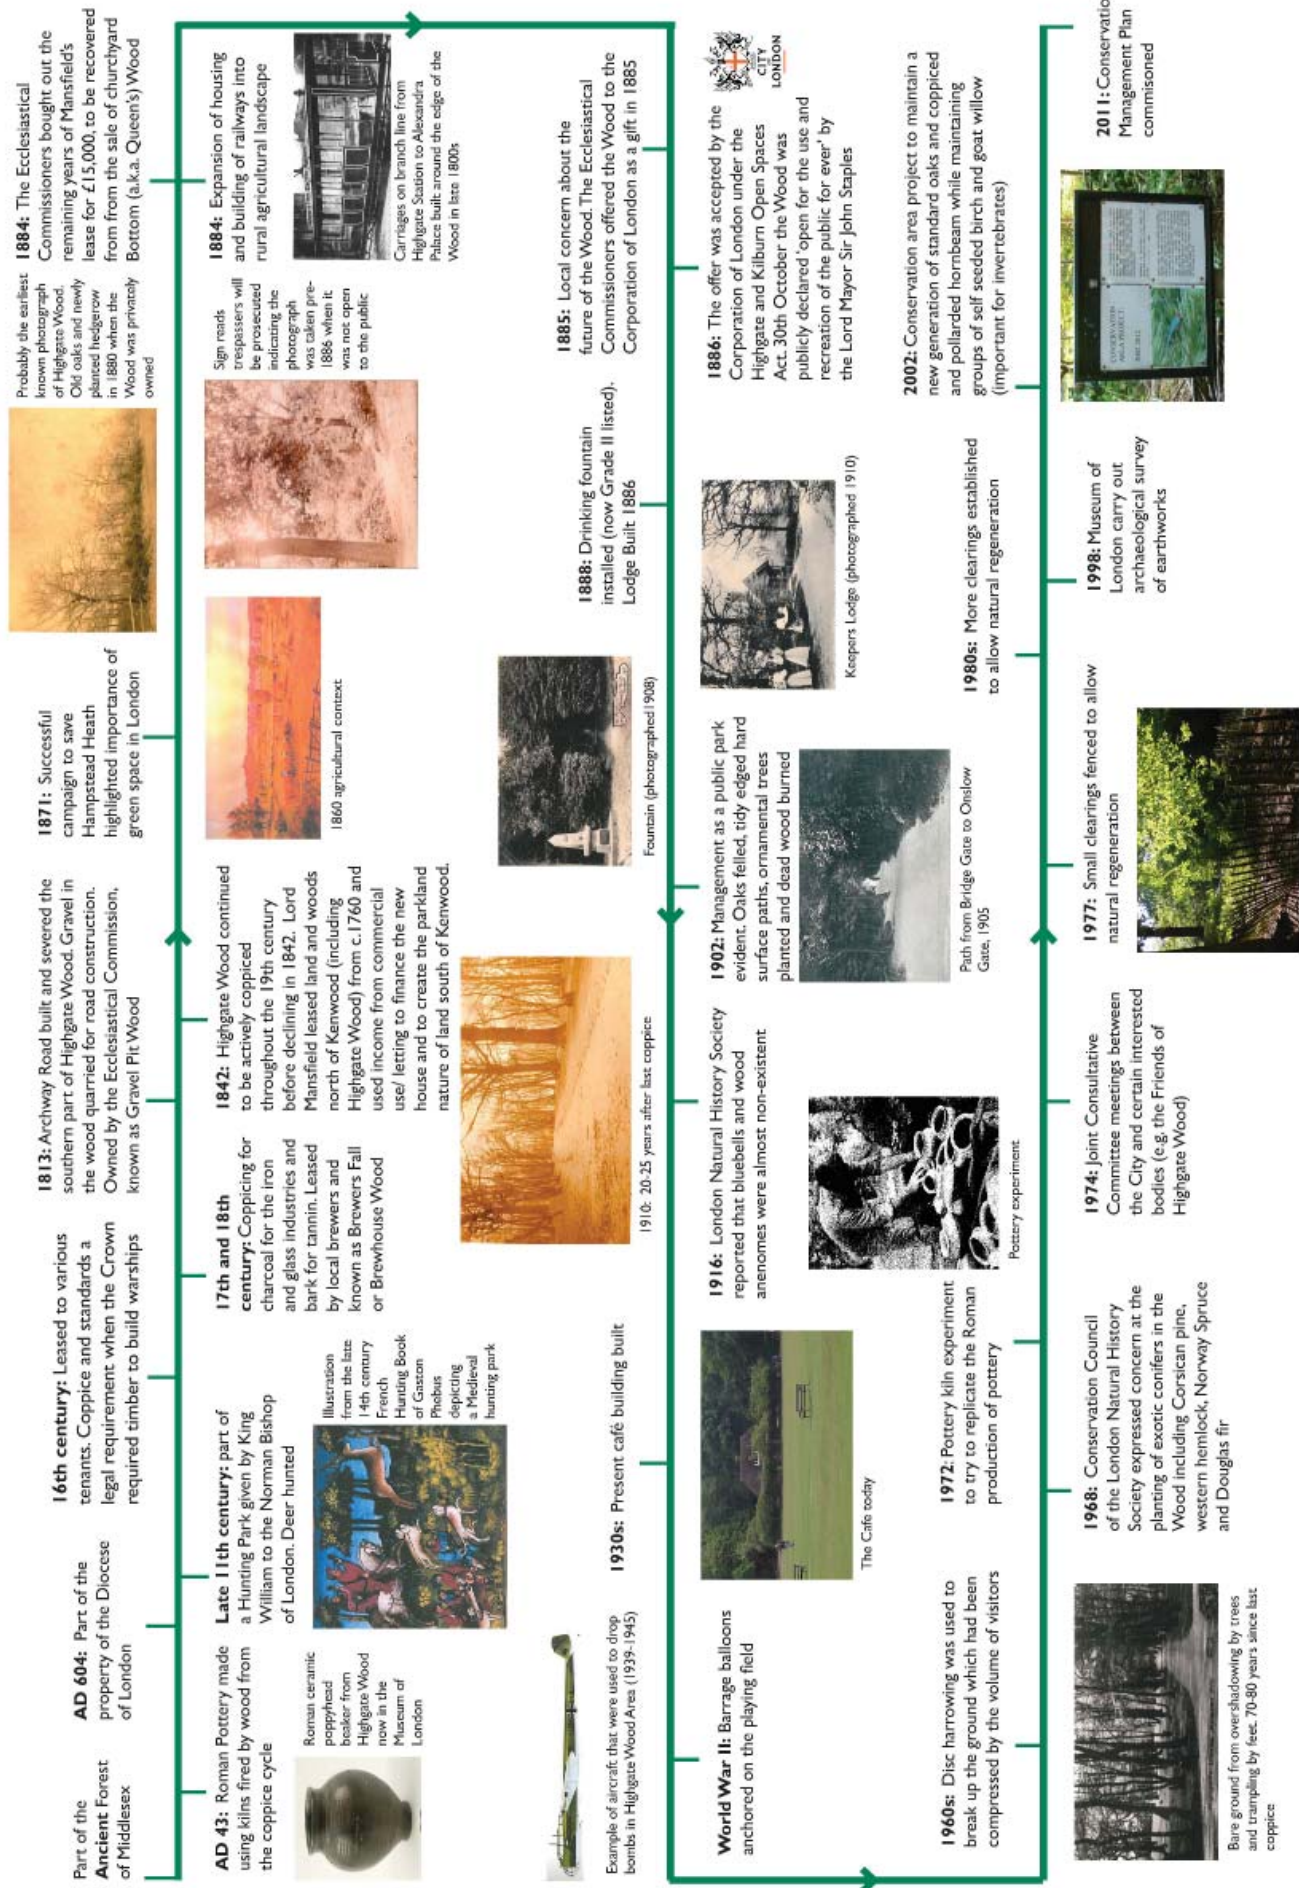 Part of the
Ancient Forest
of Middlesex
AD 43: Roman Pottery made
using kilns fired by wood from
the coppice cycle
Roman ceramic
poppyhead
beaker from
Highgate Wood
now in the
Museum of
London
AD 604: Part of the
property of the Diocese
of London
Late 11th century: part of
a Hunting Park given by King
William to the Norman Bishop
of London. Deer hunted
Illustration
from the late
14th century
French
Hunting Book
of Gaston
Phebus
depicting
a Medieval
hunting park
16th century: Leased to various
tenants. Coppice and standards a
legal requirement when the Crown
required timber to build warships
17th and 18th
century: Coppicing for
charcoal for the iron
and glass industries and
bark for tannin. Leased
by local brewers and
known as Brewers Fall
or Brewhouse Wood
1813: Archway Road built and severed the
southern part of Highgate Wood. Gravel in
the wood quarried for road construction.
Owned by the Ecclesiastical Commission,
known as Gravel Pit Wood
1842: Highgate Wood continued
to be actively coppiced
throughout the 19th century
before declining in 1842. Lord
Mansfield leased land and woods
north of Kenwood (including
Highgate Wood) from c.1760 and
used income from commercial
use/ letting to finance the new
house and to create the parkland
nature of land south of Kenwood.
1910: 20-25 years after last coppice
1871: Successful
campaign to save
Hampstead Heath
highlighted importance of
green space in London
1860 agricultural context
Probably the earliest
known photograph
of Highgate Wood.
Old oaks and newly
planted hedgerow
in 1880 when the
Wood was privately
owned
Sign reads
trespassers will
be prosecuted
indicating the
photograph
was taken pre-
1886 when it
was not open
to the public
1884: The Ecclesiastical
Commissioners bought out the
remaining years of Mansfield's
lease for £15,000, to be recovered
from from the sale of churchyard
Bottom (a.k.a. Queen's) Wood
1884: Expansion of housing
and building of railways into
rural agricultural landscape
Carriages on branch line from
Highgate Station to Alexandra
Palace built around the edge of the
Wood in late 1800s
1885: Local concern about the
future of the Wood. The Ecclesiastical
Commissioners offered the Wood to the
Corporation of London as a gift in 1885
1886: The offer was accepted by the
Corporation of London under the
Highgate and Kilburn Open Spaces
Act. 30th October the Wood was
publicly declared 'open for the use and
recreation of the public for ever' by
the Lord Mayor Sir John Staples
CITY
OF
LONDON
1888: Drinking fountain
installed (now Grade II listed).
Lodge Built 1886
Fountain (photographed 1908)
Keepers Lodge (photographed 1910)
1902: Management as a public park
evident. Oaks felled, tidy edged hard
surface paths, ornamental trees
planted and dead wood burned
Path from Bridge Gate to Onslow
Gate, 1905
1916: London Natural History Society
reported that bluebells and wood
anenomes were almost non-existent
1930s: Present café building built
The Cafe today
Example of aircraft that were used to drop
bombs in Highgate Wood Area (1939-1945)
World War II: Barrage balloons
anchored on the playing field
1960s: Disc harrowing was used to
break up the ground which had been
compressed by the volume of visitors
Bare ground from overshadowing by trees
and trampling by feet. 70-80 years since last
coppice
1968: Conservation Council
of the London Natural History
Society expressed concern at the
planting of exotic conifers in the
Wood including Corsican pine,
western hemlock, Norway Spruce
and Douglas fir
1972: Pottery kiln experiment
to try to replicate the Roman
production of pottery
Pottery experiment
1974: Joint Consultative
Committee meetings between
the City and certain interested
bodies (e.g. the Friends of
Highgate Wood)
1977: Small clearings fenced to allow
natural regeneration
1980s: More clearings established
to allow natural regeneration
1998: Museum of
London carry out
archaeological survey
of earthworks
2002: Conservation area project to maintain a
new generation of standard oaks and coppiced
and pollarded hornbeam while maintaining
groups of self seeded birch and goat willow
(important for invertebrates)
CONSERVATION
AREA PROJECT:
2011: Conservatio
Management Plan
commisoned